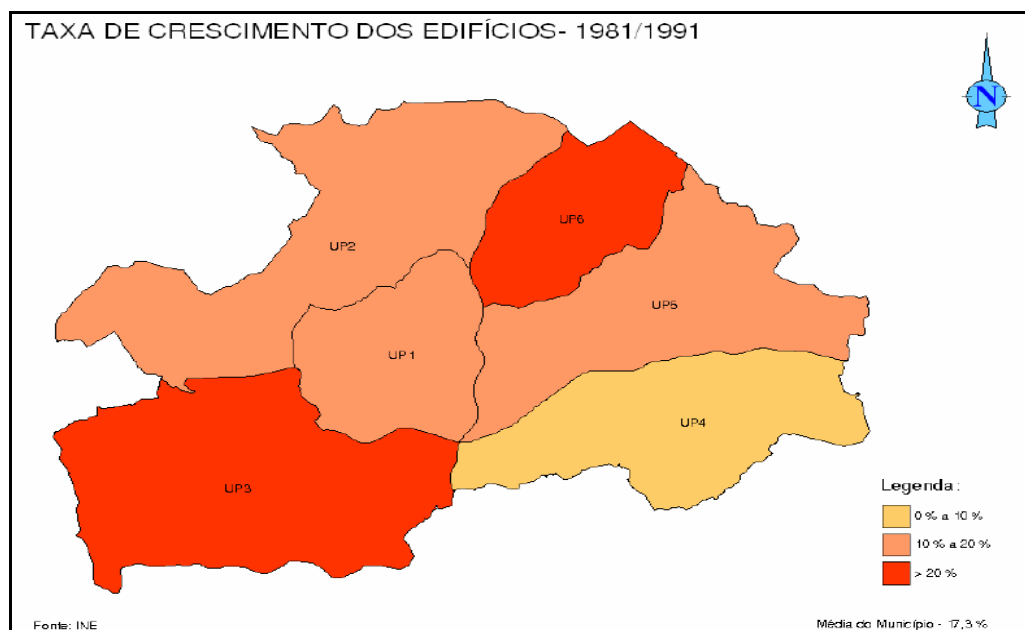 TAXA DE CRESCIMENTO DOS EDIFÍCIOS- 1981/1991
N
UP6
UP2
UP5
UP1
UP4
UP3
Legenda:
0 % a 10 %
10 % a 20 %
> 20 %
Fonte: INE
Média do Município - 17,3 %